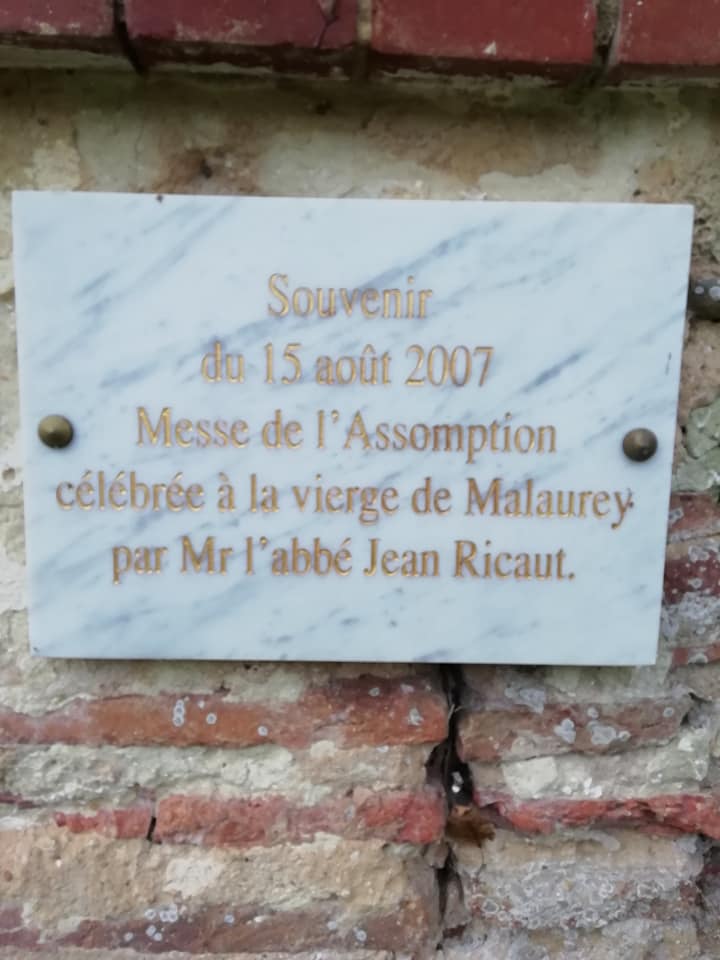 Souvenir
du 15 août 2007
Messe de l'Assomption
célébrée à la vierge de Malaurey
par Mr l'abbé Jean Ricaut.